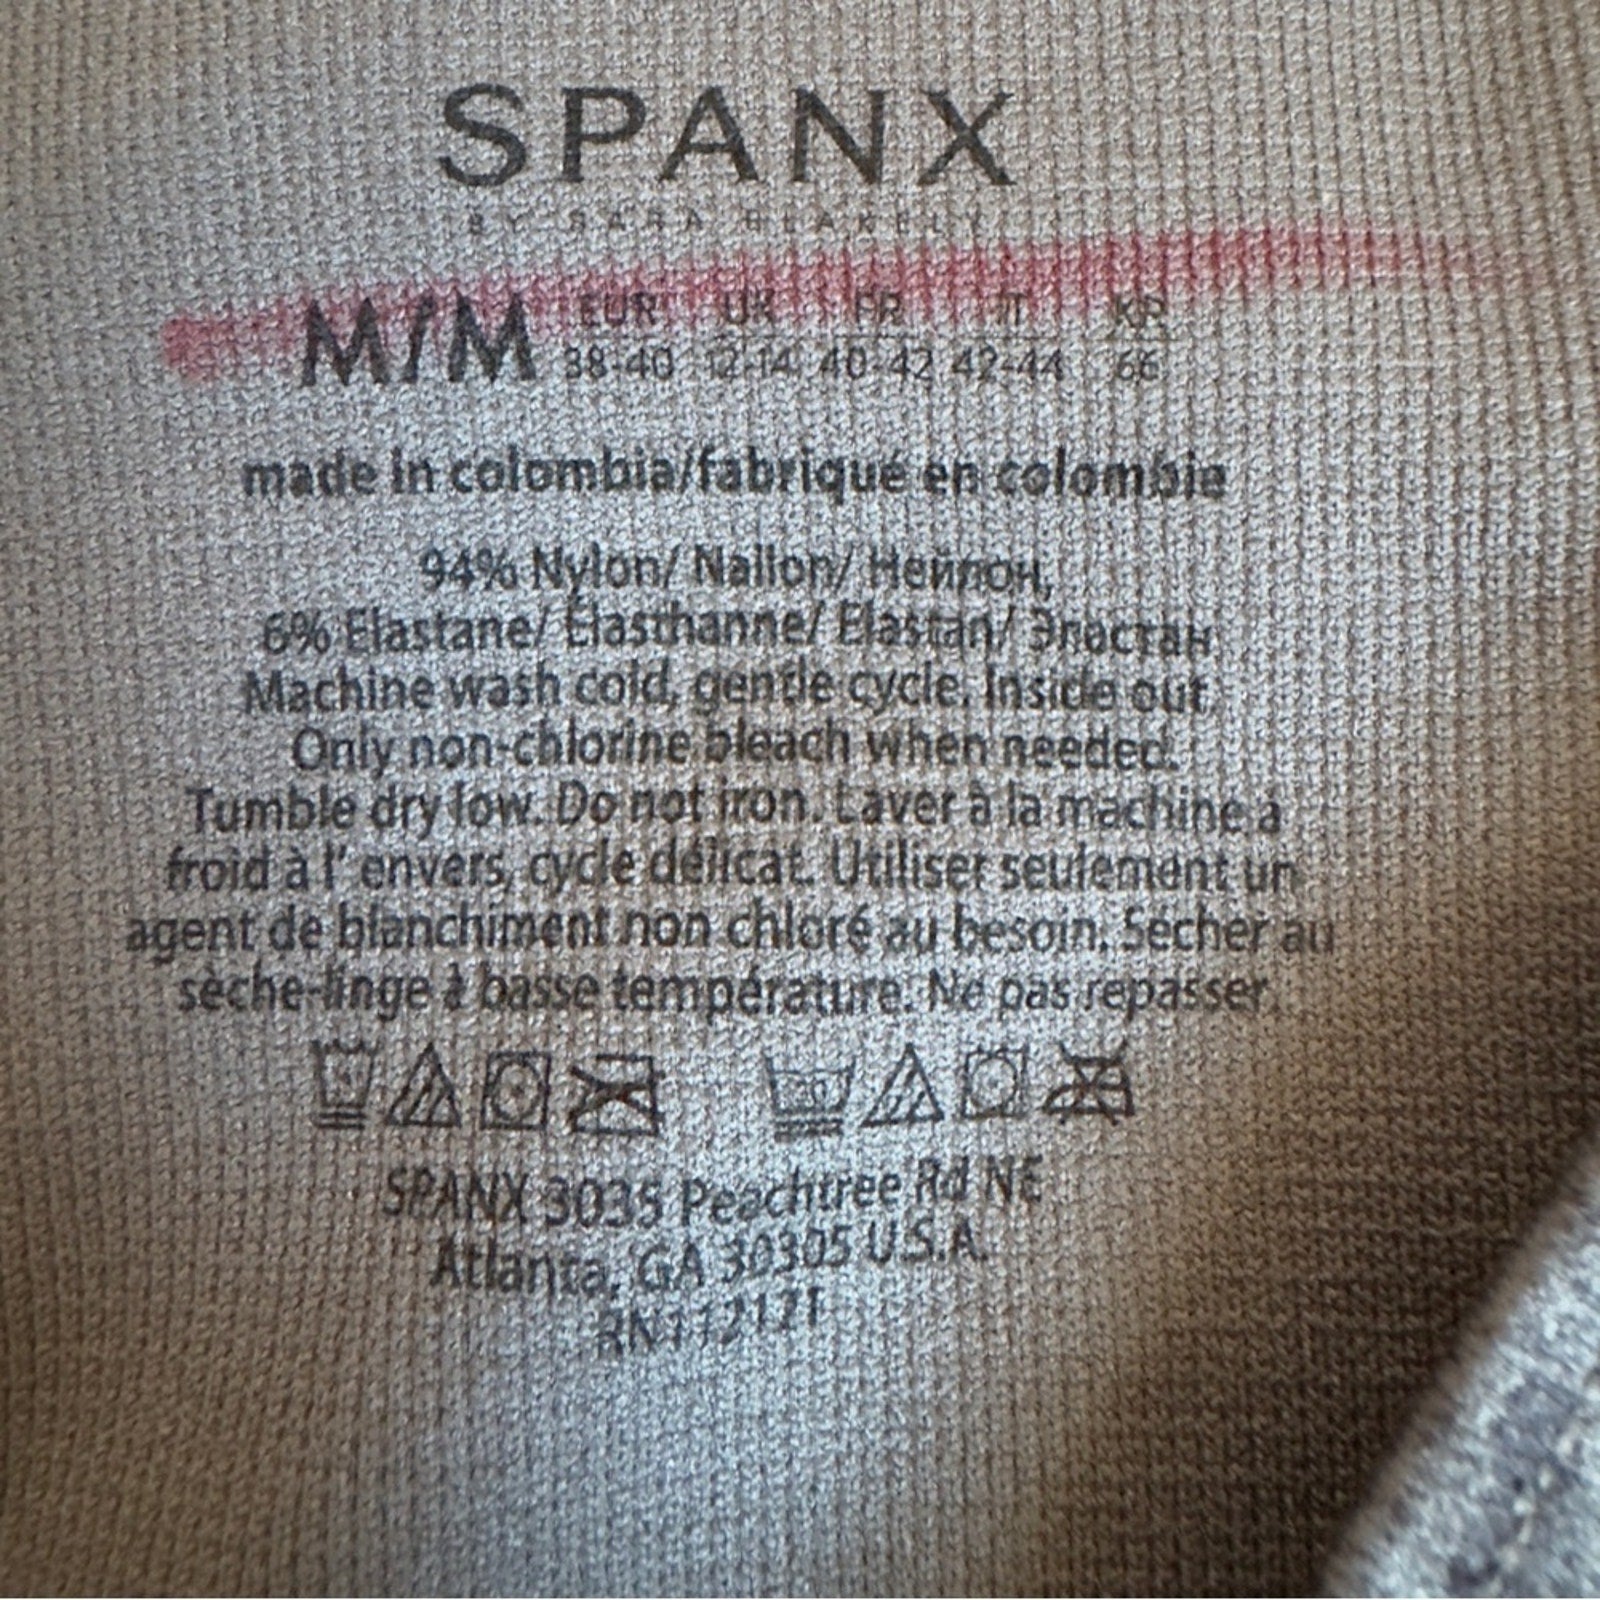 SPANX
BY SARA BLAKELY
M/M EUR UK FR IT KR
38-40 12-14 40-42 42-44 66
made in colombia/fabriqué en colombie
94% Nylon/ Nailon/ Нейлон,
6% Elastane/ Élasthanne/ Elastan/ Эластан
Machine wash cold, gentle cycle. Inside out.
Only non-chlorine bleach when needed.
Tumble dry low. Do not iron. Laver à la machine à
froid à l' envers, cycle délicat. Utiliser seulement un
agent de blanchiment non chloré au besoin. Sécher au
sèche-linge à basse température. Ne pas repasser.
SPANX 3035 Peachtree Rd NE
Atlanta, GA 30305 U.S.A.